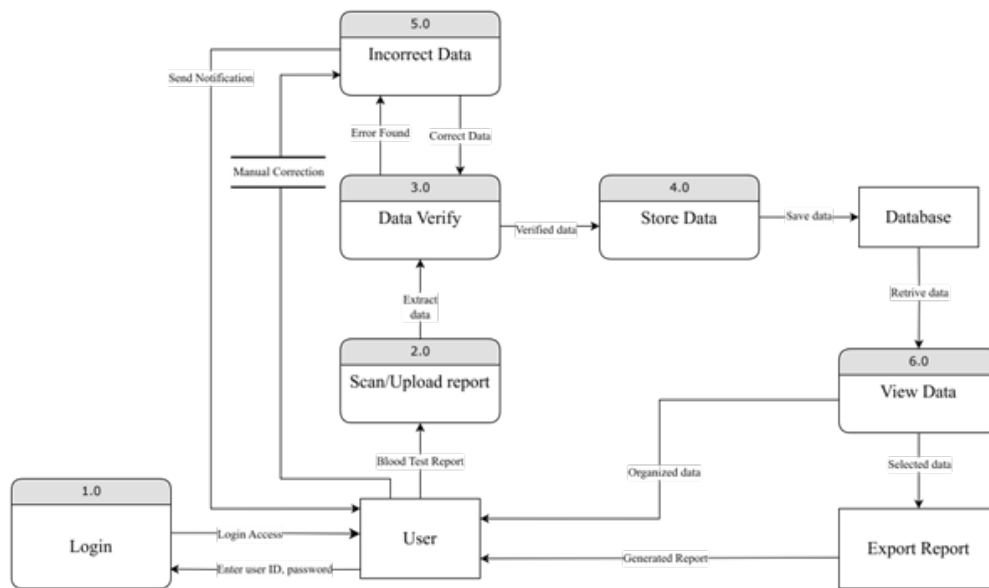 5.0
Incorrect Data
Send Notification
Error Found
Correct Data
Manual Correction
3.0
Data Verify
Verified data
4.0
Store Data
Save data
Database
Extract
data
Retrive data
2.0
Scan/Upload report
6.0
View Data
Blood Test Report
Organized data
Selected data
1.0
Login
Login Access
User
Enter user ID, password
Generated Report
Export Report